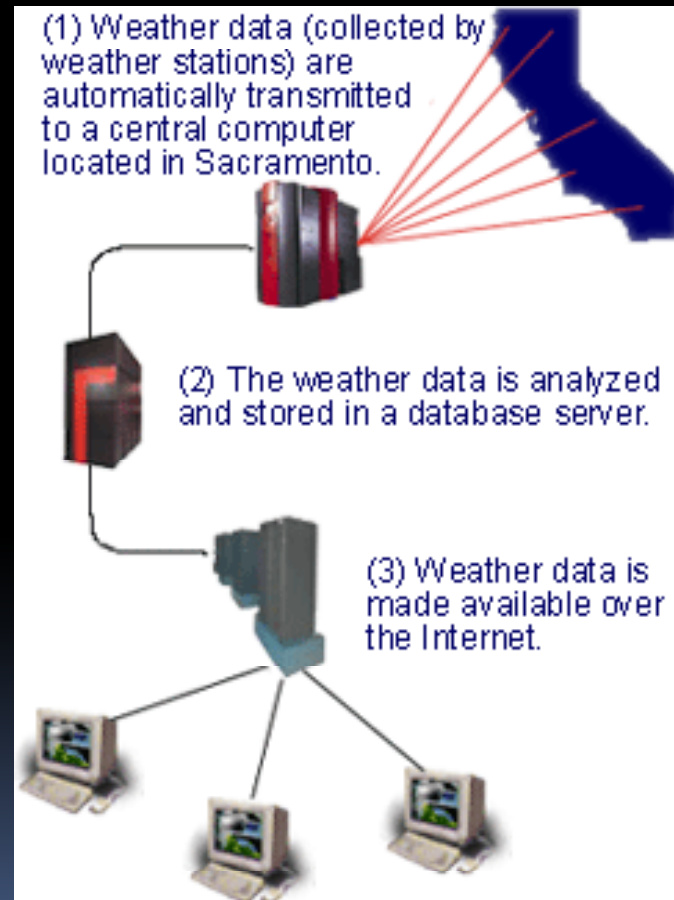 (1) Weather data (collected by
weather stations) are
automatically transmitted
to a central computer
located in Sacramento.
(2) The weather data is analyzed
and stored in a database server.
(3) Weather data is
made available over
the Internet.